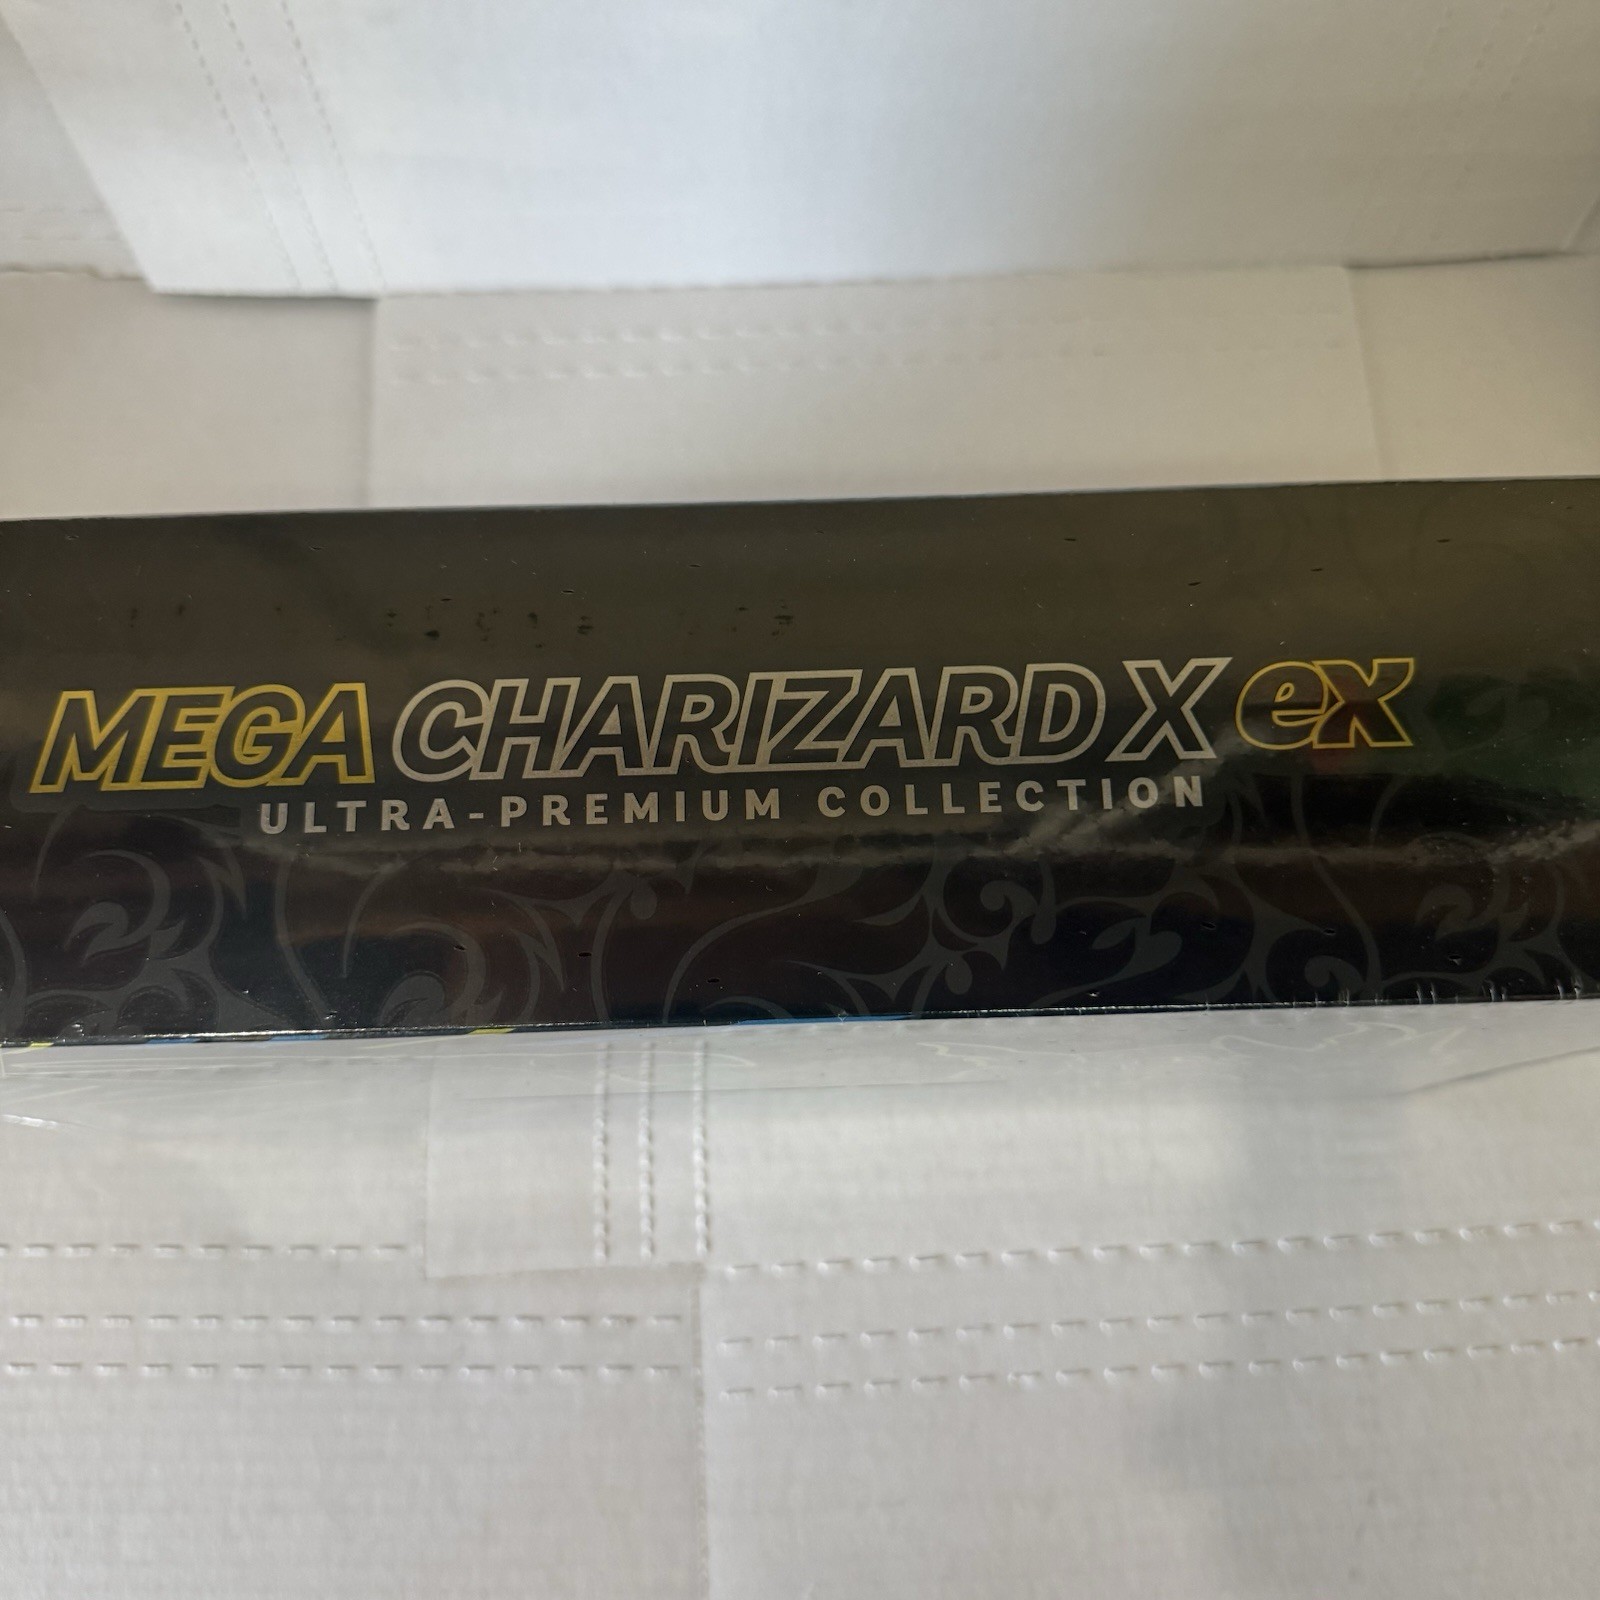 MEGA CHARIZARD X ex
ULTRA-PREMIUM COLLECTION